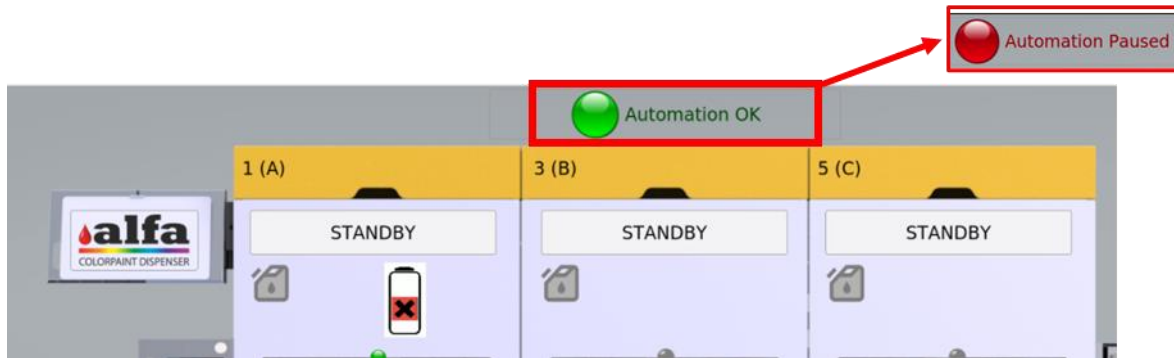 Automation Paused
Automation OK
1 (A)
3 (B)
5 (C)
alfa
COLORPAINT DISPENSER
STANDBY
STANDBY
STANDBY